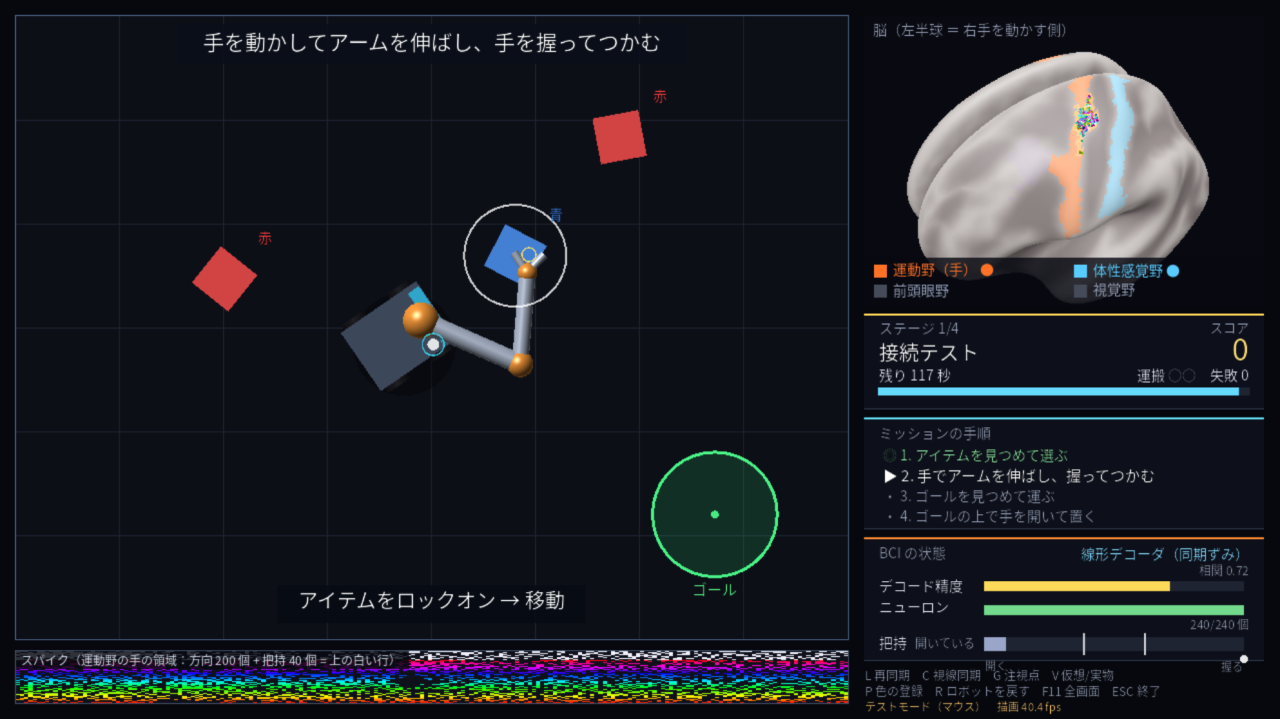 手を動かしてアームを伸ばし、手を握ってつかむ
赤
赤
青
ゴール
アイテムをロックオン → 移動
スパイク（運動野の手の領域：方向 200 個 + 把持 40 個 = 上の白い行）
脳（左半球 ＝ 右手を動かす側）
運動野（手）
体性感覚野
前頭眼野
視覚野
ステージ 1/4
スコア
接続テスト
0
残り 117 秒
運搬 ○○ 失敗 0
ミッションの手順
1. アイテムを見つめて選ぶ
▶ 2. 手でアームを伸ばし、握ってつかむ
・ 3. ゴールを見つめて運ぶ
・ 4. ゴールの上で手を開いて置く
BCI の状態
線形デコーダ（同期ずみ）
相関 0.72
デコード精度
ニューロン
240/240 個
把持 開いている
開く
握る
L 再同期 C 視線同期 G 注視点 V 仮想/実物
P 色の登録 R ロボットを戻す F11 全画面 ESC 終了
テストモード（マウス） 描画 40.4 fps